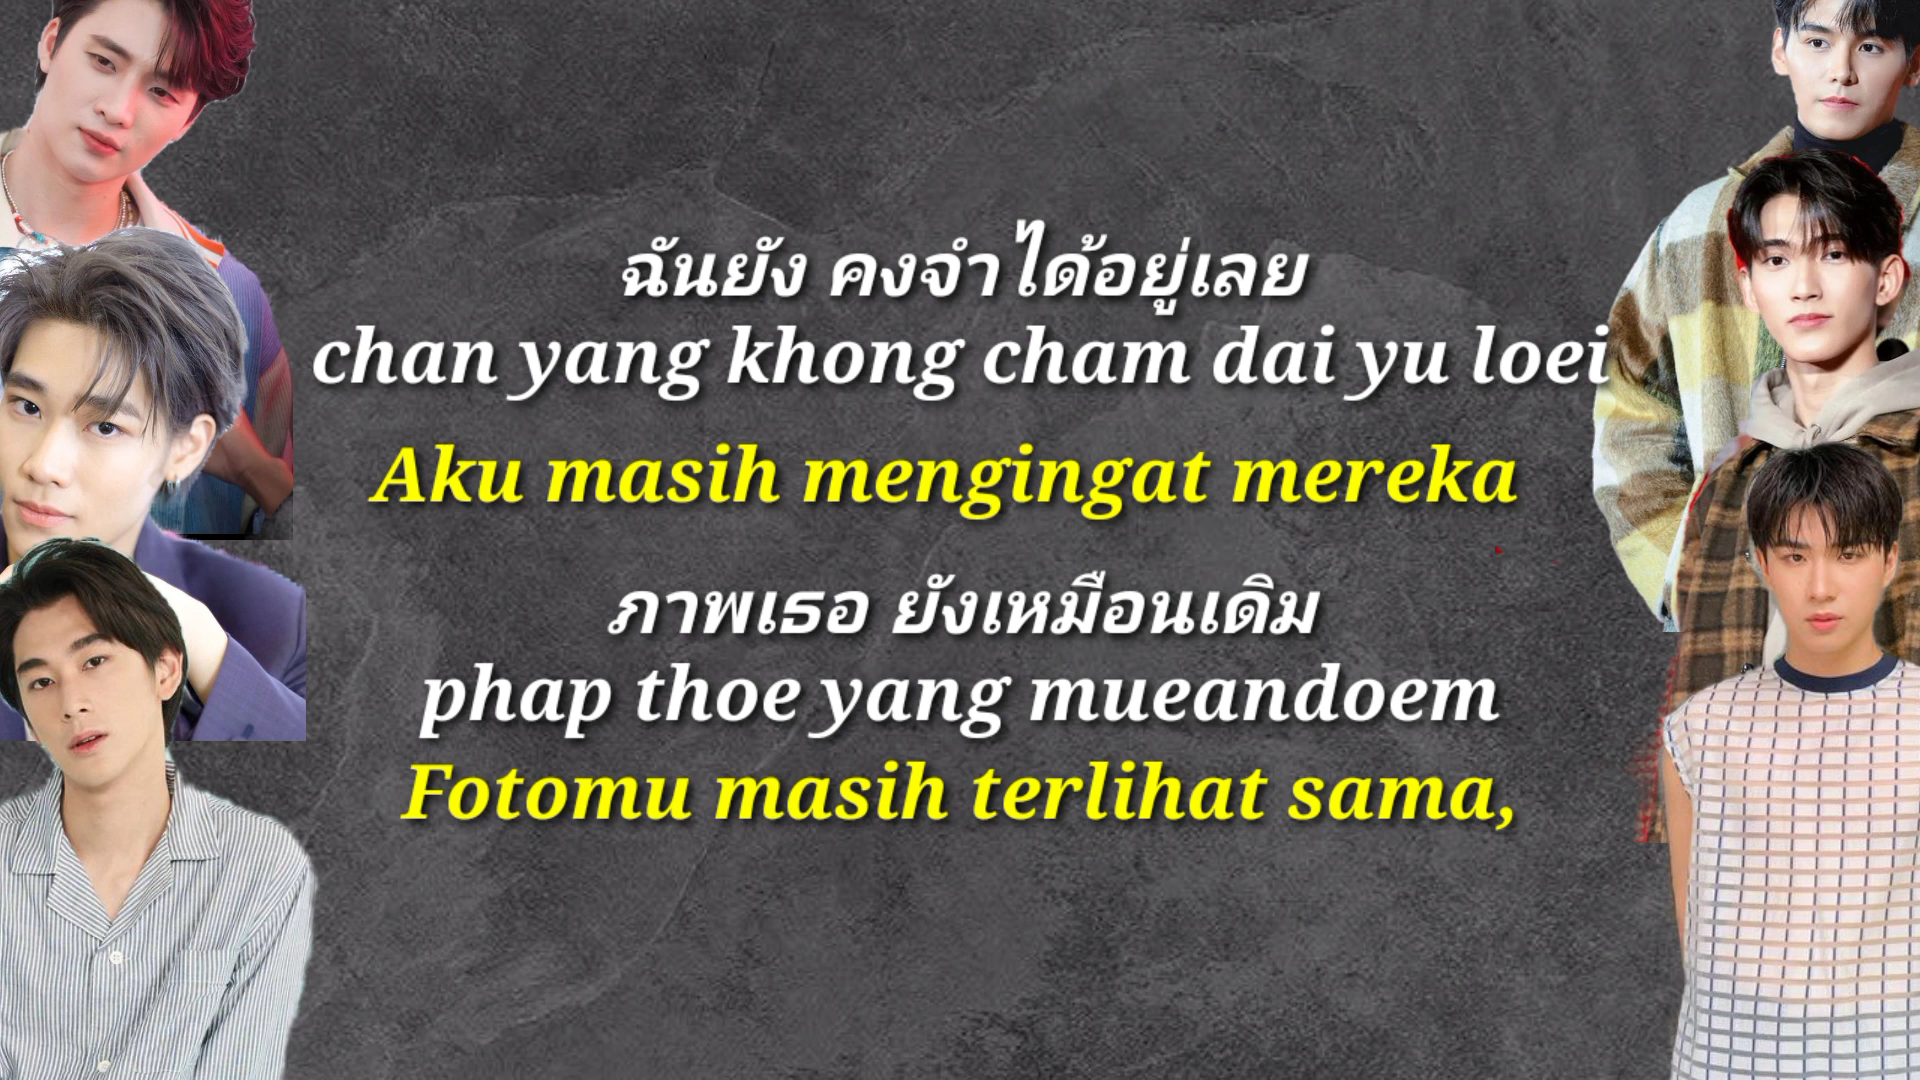 ฉันยัง คงจำได้อยู่เลย
chan yang khong cham dai yu loei
Aku masih mengingat mereka
ภาพเธอ ยังเหมือนเดิม
phap thoe yang mueandoem
Fotomu masih terlihat sama,